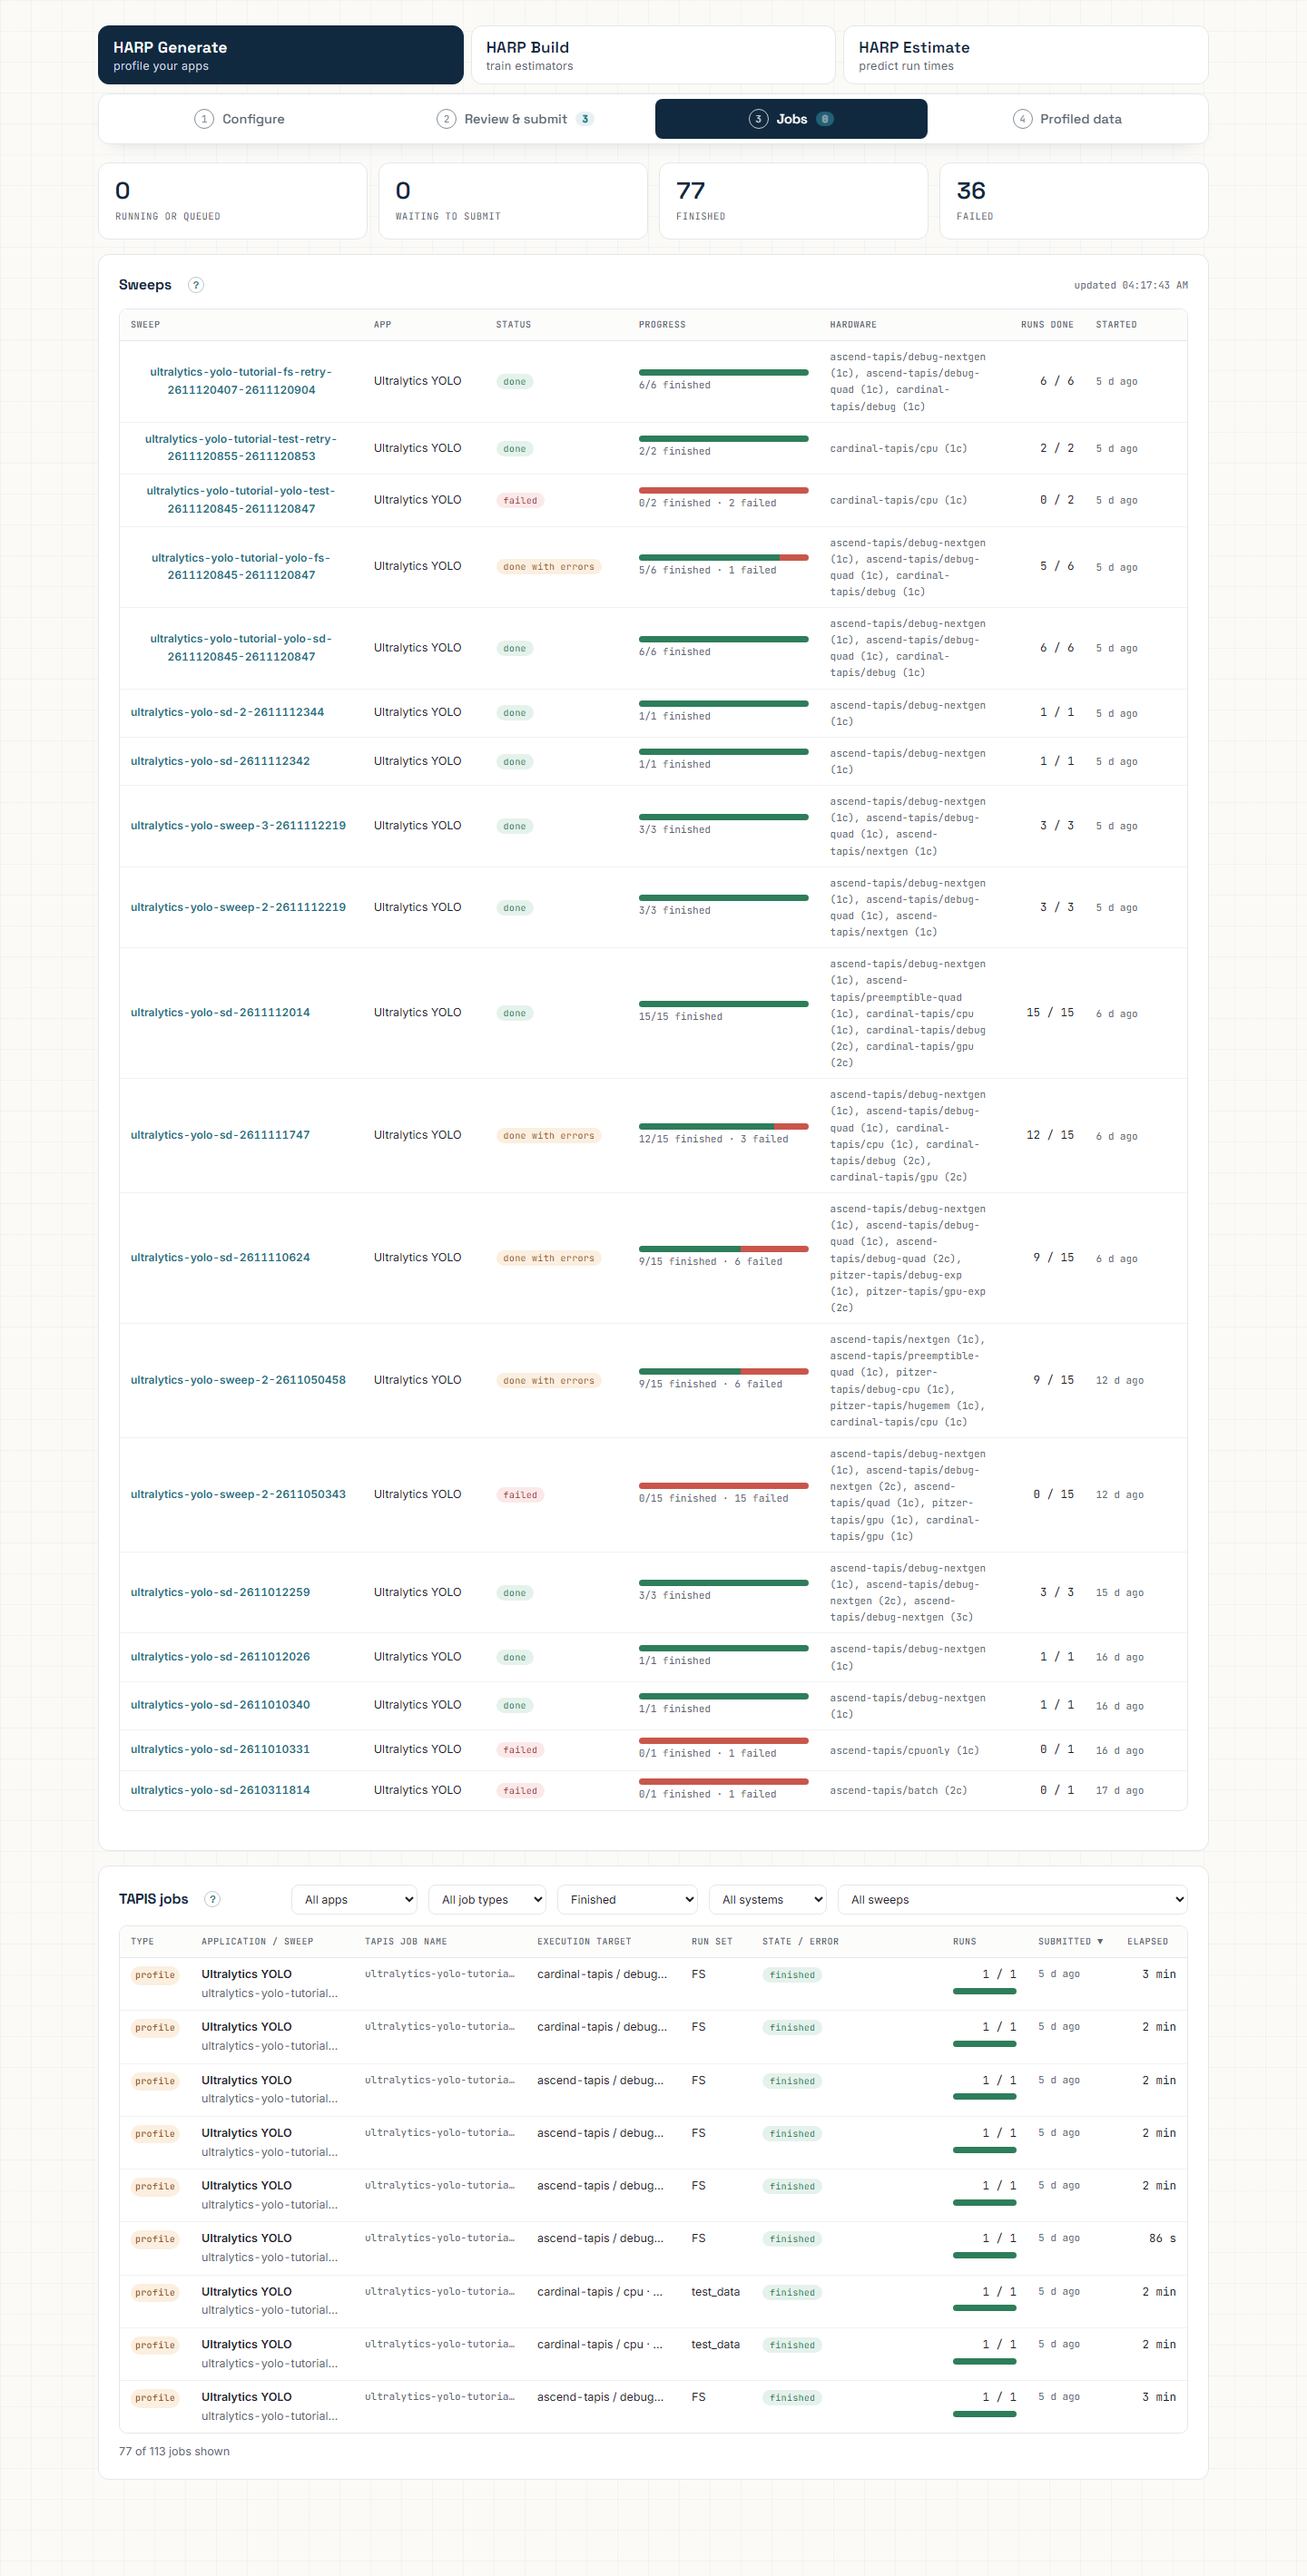 HARP Generate
profile your apps
HARP Build
train estimators
HARP Estimate
predict run times
1 Configure
2 Review & submit 3
3 Jobs 0
4 Profiled data
0
RUNNING OR QUEUED
0
WAITING TO SUBMIT
77
FINISHED
36
FAILED
Sweeps ?
updated 04:17:43 AM
SWEEP APP STATUS PROGRESS HARDWARE RUNS DONE STARTED
ultralytics-yolo-tutorial-fs-retry-
2611120407-2611120904
Ultralytics YOLO
done
6/6 finished
ascend-tapis/debug-nextgen
(1c), ascend-tapis/debug-
quad (1c), cardinal-
tapis/debug (1c)
6 / 6
5 d ago
ultralytics-yolo-tutorial-test-retry-
2611120855-2611120853
Ultralytics YOLO
done
2/2 finished
cardinal-tapis/cpu (1c)
2 / 2
5 d ago
ultralytics-yolo-tutorial-yolo-test-
2611120845-2611120847
Ultralytics YOLO
failed
0/2 finished · 2 failed
cardinal-tapis/cpu (1c)
0 / 2
5 d ago
ultralytics-yolo-tutorial-yolo-fs-
2611120845-2611120847
Ultralytics YOLO
done with errors
5/6 finished · 1 failed
ascend-tapis/debug-nextgen
(1c), ascend-tapis/debug-
quad (1c), cardinal-
tapis/debug (1c)
5 / 6
5 d ago
ultralytics-yolo-tutorial-yolo-sd-
2611120845-2611120847
Ultralytics YOLO
done
6/6 finished
ascend-tapis/debug-nextgen
(1c), ascend-tapis/debug-
quad (1c), cardinal-
tapis/debug (1c)
6 / 6
5 d ago
ultralytics-yolo-sd-2-2611112344
Ultralytics YOLO
done
1/1 finished
ascend-tapis/debug-nextgen
(1c)
1 / 1
5 d ago
ultralytics-yolo-sd-2611112342
Ultralytics YOLO
done
1/1 finished
ascend-tapis/debug-nextgen
(1c)
1 / 1
5 d ago
ultralytics-yolo-sweep-3-2611112219
Ultralytics YOLO
done
3/3 finished
ascend-tapis/debug-nextgen
(1c), ascend-tapis/debug-
quad (1c), ascend-
tapis/nextgen (1c)
3 / 3
5 d ago
ultralytics-yolo-sweep-2-2611112219
Ultralytics YOLO
done
3/3 finished
ascend-tapis/debug-nextgen
(1c), ascend-tapis/debug-
quad (1c), ascend-
tapis/nextgen (1c)
3 / 3
5 d ago
ultralytics-yolo-sd-2611112014
Ultralytics YOLO
done
15/15 finished
ascend-tapis/debug-nextgen
(1c), ascend-
tapis/preemptible-quad
(1c), cardinal-tapis/cpu
(1c), cardinal-tapis/debug
(2c), cardinal-tapis/gpu
(2c)
15 / 15
6 d ago
ultralytics-yolo-sd-2611111747
Ultralytics YOLO
done with errors
12/15 finished · 3 failed
ascend-tapis/debug-nextgen
(1c), ascend-tapis/debug-
quad (1c), cardinal-
tapis/cpu (1c), cardinal-
tapis/debug (2c),
cardinal-tapis/gpu (2c)
12 / 15
6 d ago
ultralytics-yolo-sd-2611110624
Ultralytics YOLO
done with errors
9/15 finished · 6 failed
ascend-tapis/debug-nextgen
(1c), ascend-tapis/debug-
quad (1c), ascend-
tapis/debug-quad (2c),
pitzer-tapis/debug-exp
(1c), pitzer-tapis/gpu-exp
(2c)
9 / 15
6 d ago
ultralytics-yolo-sweep-2-2611050458
Ultralytics YOLO
done with errors
9/15 finished · 6 failed
ascend-tapis/nextgen (1c),
ascend-tapis/preemptible-
quad (1c), pitzer-
tapis/debug-cpu (1c),
pitzer-tapis/hugemem (1c),
cardinal-tapis/cpu (1c)
9 / 15
12 d ago
ultralytics-yolo-sweep-2-2611050343
Ultralytics YOLO
failed
0/15 finished · 15 failed
ascend-tapis/debug-nextgen
(1c), ascend-tapis/debug-
nextgen (2c), ascend-
tapis/quad (1c), pitzer-
tapis/gpu (1c), cardinal-
tapis/gpu (1c)
0 / 15
12 d ago
ultralytics-yolo-sd-2611012259
Ultralytics YOLO
done
3/3 finished
ascend-tapis/debug-nextgen
(1c), ascend-tapis/debug-
nextgen (2c), ascend-
tapis/debug-nextgen (3c)
3 / 3
15 d ago
ultralytics-yolo-sd-2611012026
Ultralytics YOLO
done
1/1 finished
ascend-tapis/debug-nextgen
(1c)
1 / 1
16 d ago
ultralytics-yolo-sd-2611010340
Ultralytics YOLO
done
1/1 finished
ascend-tapis/debug-nextgen
(1c)
1 / 1
16 d ago
ultralytics-yolo-sd-2611010331
Ultralytics YOLO
failed
0/1 finished · 1 failed
ascend-tapis/cpuonly (1c)
0 / 1
16 d ago
ultralytics-yolo-sd-2610311814
Ultralytics YOLO
failed
0/1 finished · 1 failed
ascend-tapis/batch (2c)
0 / 1
17 d ago
TAPIS jobs ? All apps All job types Finished All systems All sweeps
TYPE APPLICATION / SWEEP TAPIS JOB NAME EXECUTION TARGET RUN SET STATE / ERROR RUNS SUBMITTED ▼ ELAPSED
profile Ultralytics YOLO ultralytics-yolo-tutoria… cardinal-tapis / debug... FS finished 1 / 1 5 d ago 3 min
ultralytics-yolo-tutorial...
profile Ultralytics YOLO ultralytics-yolo-tutoria… cardinal-tapis / debug... FS finished 1 / 1 5 d ago 2 min
ultralytics-yolo-tutorial...
profile Ultralytics YOLO ultralytics-yolo-tutoria… ascend-tapis / debug... FS finished 1 / 1 5 d ago 2 min
ultralytics-yolo-tutorial...
profile Ultralytics YOLO ultralytics-yolo-tutoria… ascend-tapis / debug... FS finished 1 / 1 5 d ago 2 min
ultralytics-yolo-tutorial...
profile Ultralytics YOLO ultralytics-yolo-tutoria… ascend-tapis / debug... FS finished 1 / 1 5 d ago 2 min
ultralytics-yolo-tutorial...
profile Ultralytics YOLO ultralytics-yolo-tutoria… ascend-tapis / debug... FS finished 1 / 1 5 d ago 86 s
ultralytics-yolo-tutorial...
profile Ultralytics YOLO ultralytics-yolo-tutoria… cardinal-tapis / cpu · ... test_data finished 1 / 1 5 d ago 2 min
ultralytics-yolo-tutorial...
profile Ultralytics YOLO ultralytics-yolo-tutoria… cardinal-tapis / cpu · ... test_data finished 1 / 1 5 d ago 2 min
ultralytics-yolo-tutorial...
profile Ultralytics YOLO ultralytics-yolo-tutoria… ascend-tapis / debug... FS finished 1 / 1 5 d ago 3 min
ultralytics-yolo-tutorial...
77 of 113 jobs shown